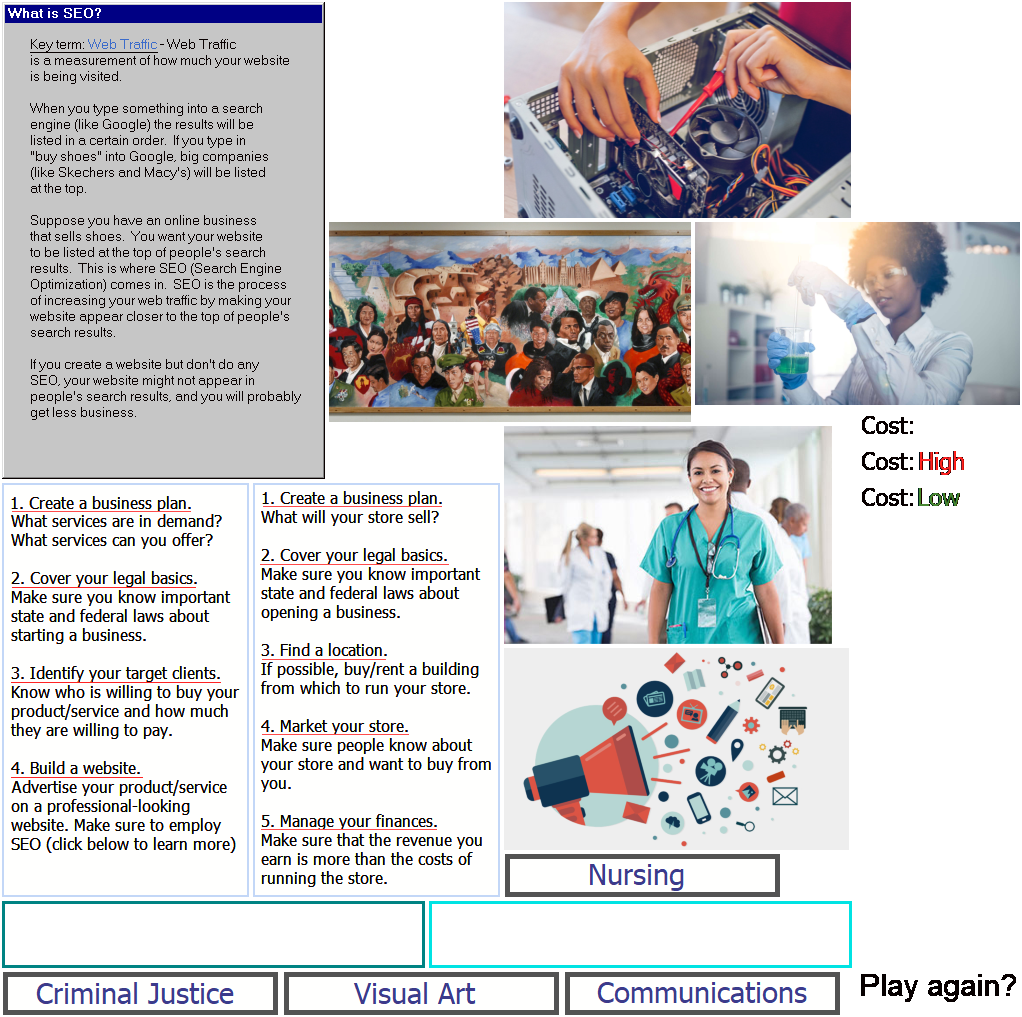 What is SEO?
Key term: Web Traffic - Web Traffic
is a measurement of how much your website
is being visited.
When you type something into a search
engine (like Google) the results will be
listed in a certain order. If you type in
"buy shoes" into Google, big companies
(like Skechers and Macy's) will be listed
at the top.
Suppose you have an online business
that sells shoes. You want your website
to be listed at the top of people's search
results. This is where SEO (Search Engine
Optimization) comes in. SEO is the process
of increasing your web traffic by making your
website appear closer to the top of people's
search results.
If you create a website but don't do any
SEO, your website might not appear in
people's search results, and you will probably
get less business.
Cost:
Cost: High
Cost: Low
1. Create a business plan.
What services are in demand?
What services can you offer?
2. Cover your legal basics.
Make sure you know important
state and federal laws about
starting a business.
3. Identify your target clients.
Know who is willing to buy your
product/service and how much
they are willing to pay.
4. Build a website.
Advertise your product/service
on a professional-looking
website. Make sure to employ
SEO (click below to learn more)
1. Create a business plan.
What will your store sell?
2. Cover your legal basics.
Make sure you know important
state and federal laws about
opening a business.
3. Find a location.
If possible, buy/rent a building
from which to run your store.
4. Market your store.
Make sure people know about
your store and want to buy from
you.
5. Manage your finances.
Make sure that the revenue you
earn is more than the costs of
running the store.
Nursing
Criminal Justice
Visual Art
Communications
Play again?